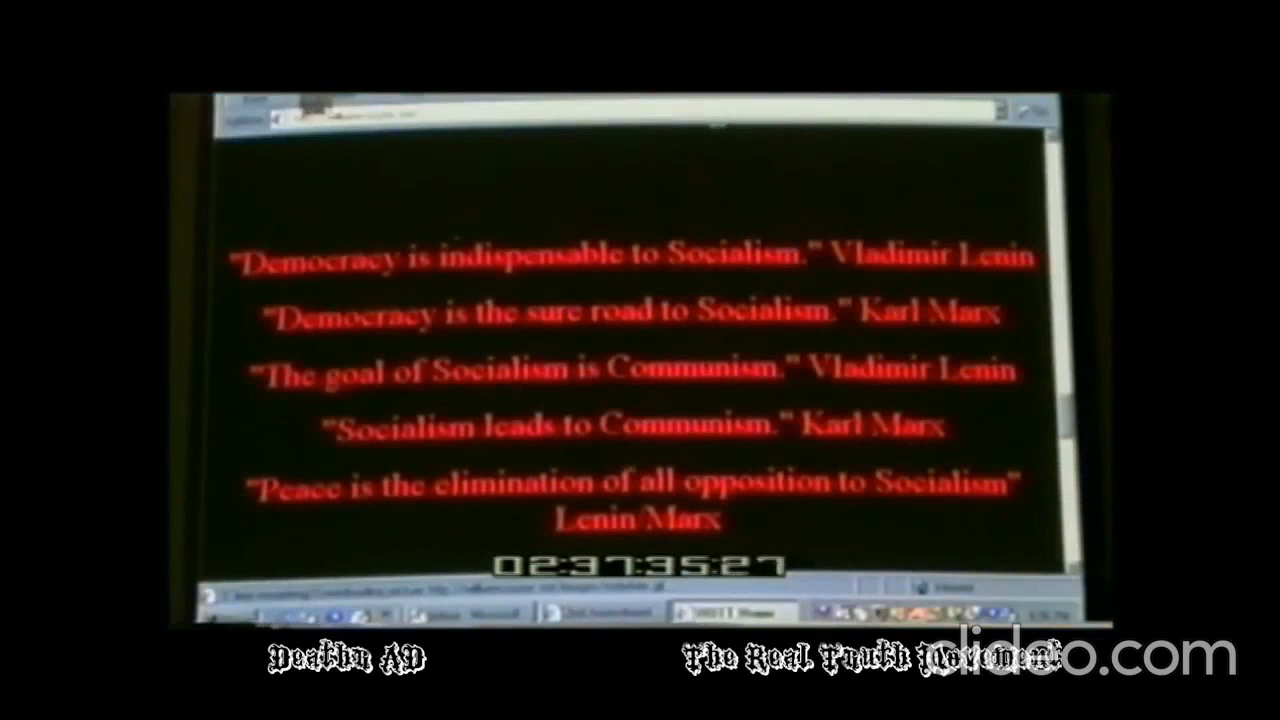 "Democracy is indispensable to Socialism." Vladimir Lenin
"Democracy is the sure road to Socialism." Karl Marx
"The goal of Socialism is Communism." Vladimir Lenin
"Socialism leads to Communism." Karl Marx
"Peace is the elimination of all opposition to Socialism"
Lenin/Marx
02:37:35:27
The Real Truth Movement
clideo.com